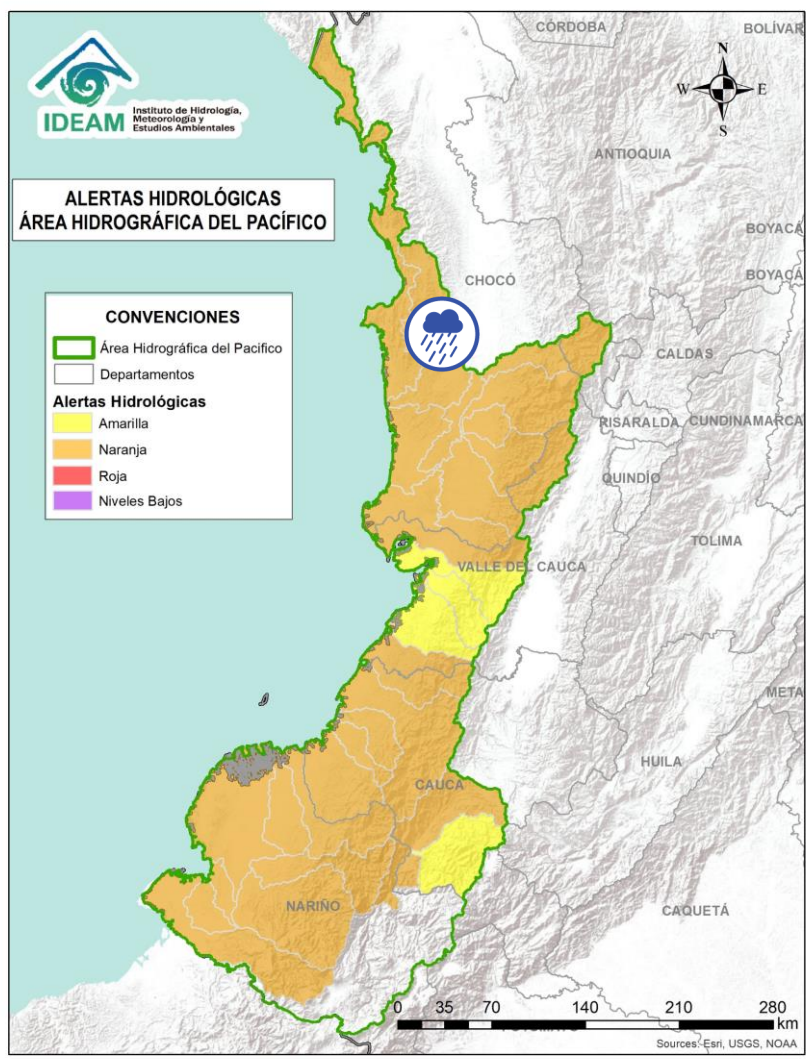 CÓRDOBA
BOLÍVAR
N
W
E
S
IDEAM
Instituto de Hidrología,
Meteorología y
Estudios Ambientales
ANTIOQUIA
ALERTAS HIDROLÓGICAS
ÁREA HIDROGRÁFICA DEL PACÍFICO
BOYACÁ
BOYACÁ
CHOCÓ
CONVENCIONES
Área Hidrográfica del Pacifico
Departamentos
Alertas Hidrológicas
Amarilla
Naranja
Roja
Niveles Bajos
CALDAS
RISARALDA
CUNDINAMARCA
QUINDÍO
TOLIMA
VALLE DEL CAUCA
META
HUILA
CAUCA
NARIÑO
CAQUETÁ
0 35 70 140 210 280
km
Sources: Esri, USGS, NOAA